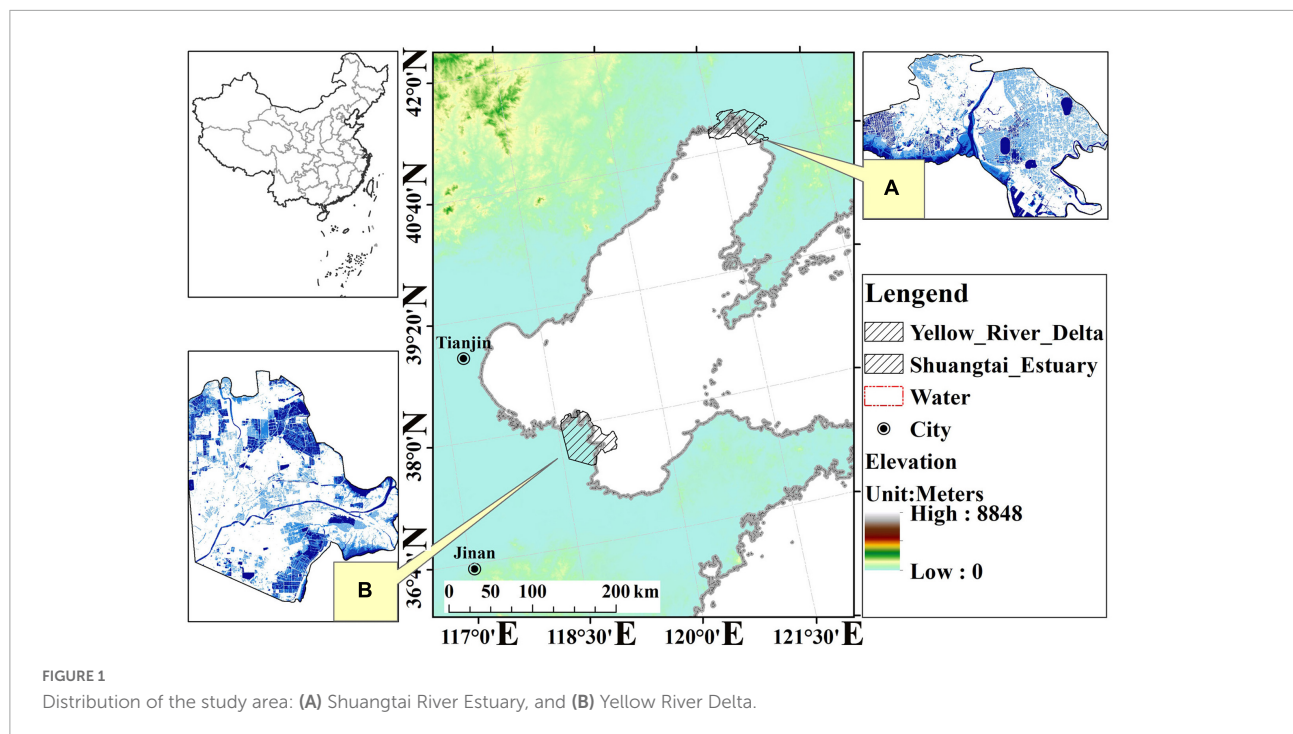 42°0'N
40°40'N
39°20'N
38°0'N
36°4
Tianjin
Jinan
0 50 100 200 km
117°0'E 118°30'E 120°0'E 121°30'E
A
B
Lengend
Yellow_River_Delta
Shuangtai_Estuary
Water
City
Elevation
Unit:Meters
High : 8848
Low : 0
FIGURE 1
Distribution of the study area: (A) Shuangtai River Estuary, and (B) Yellow River Delta.